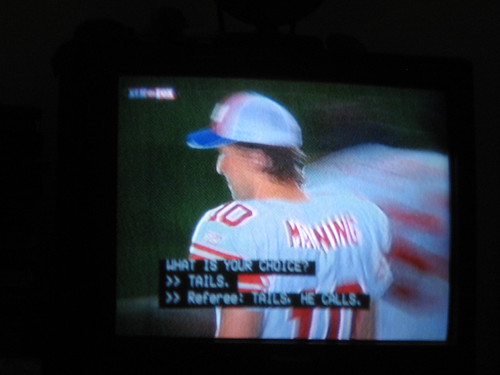 10
MANNING
WHAT IS YOUR CHOICE?
>> TAILS.
>> Referee: TAILS. HE CALLS.
10